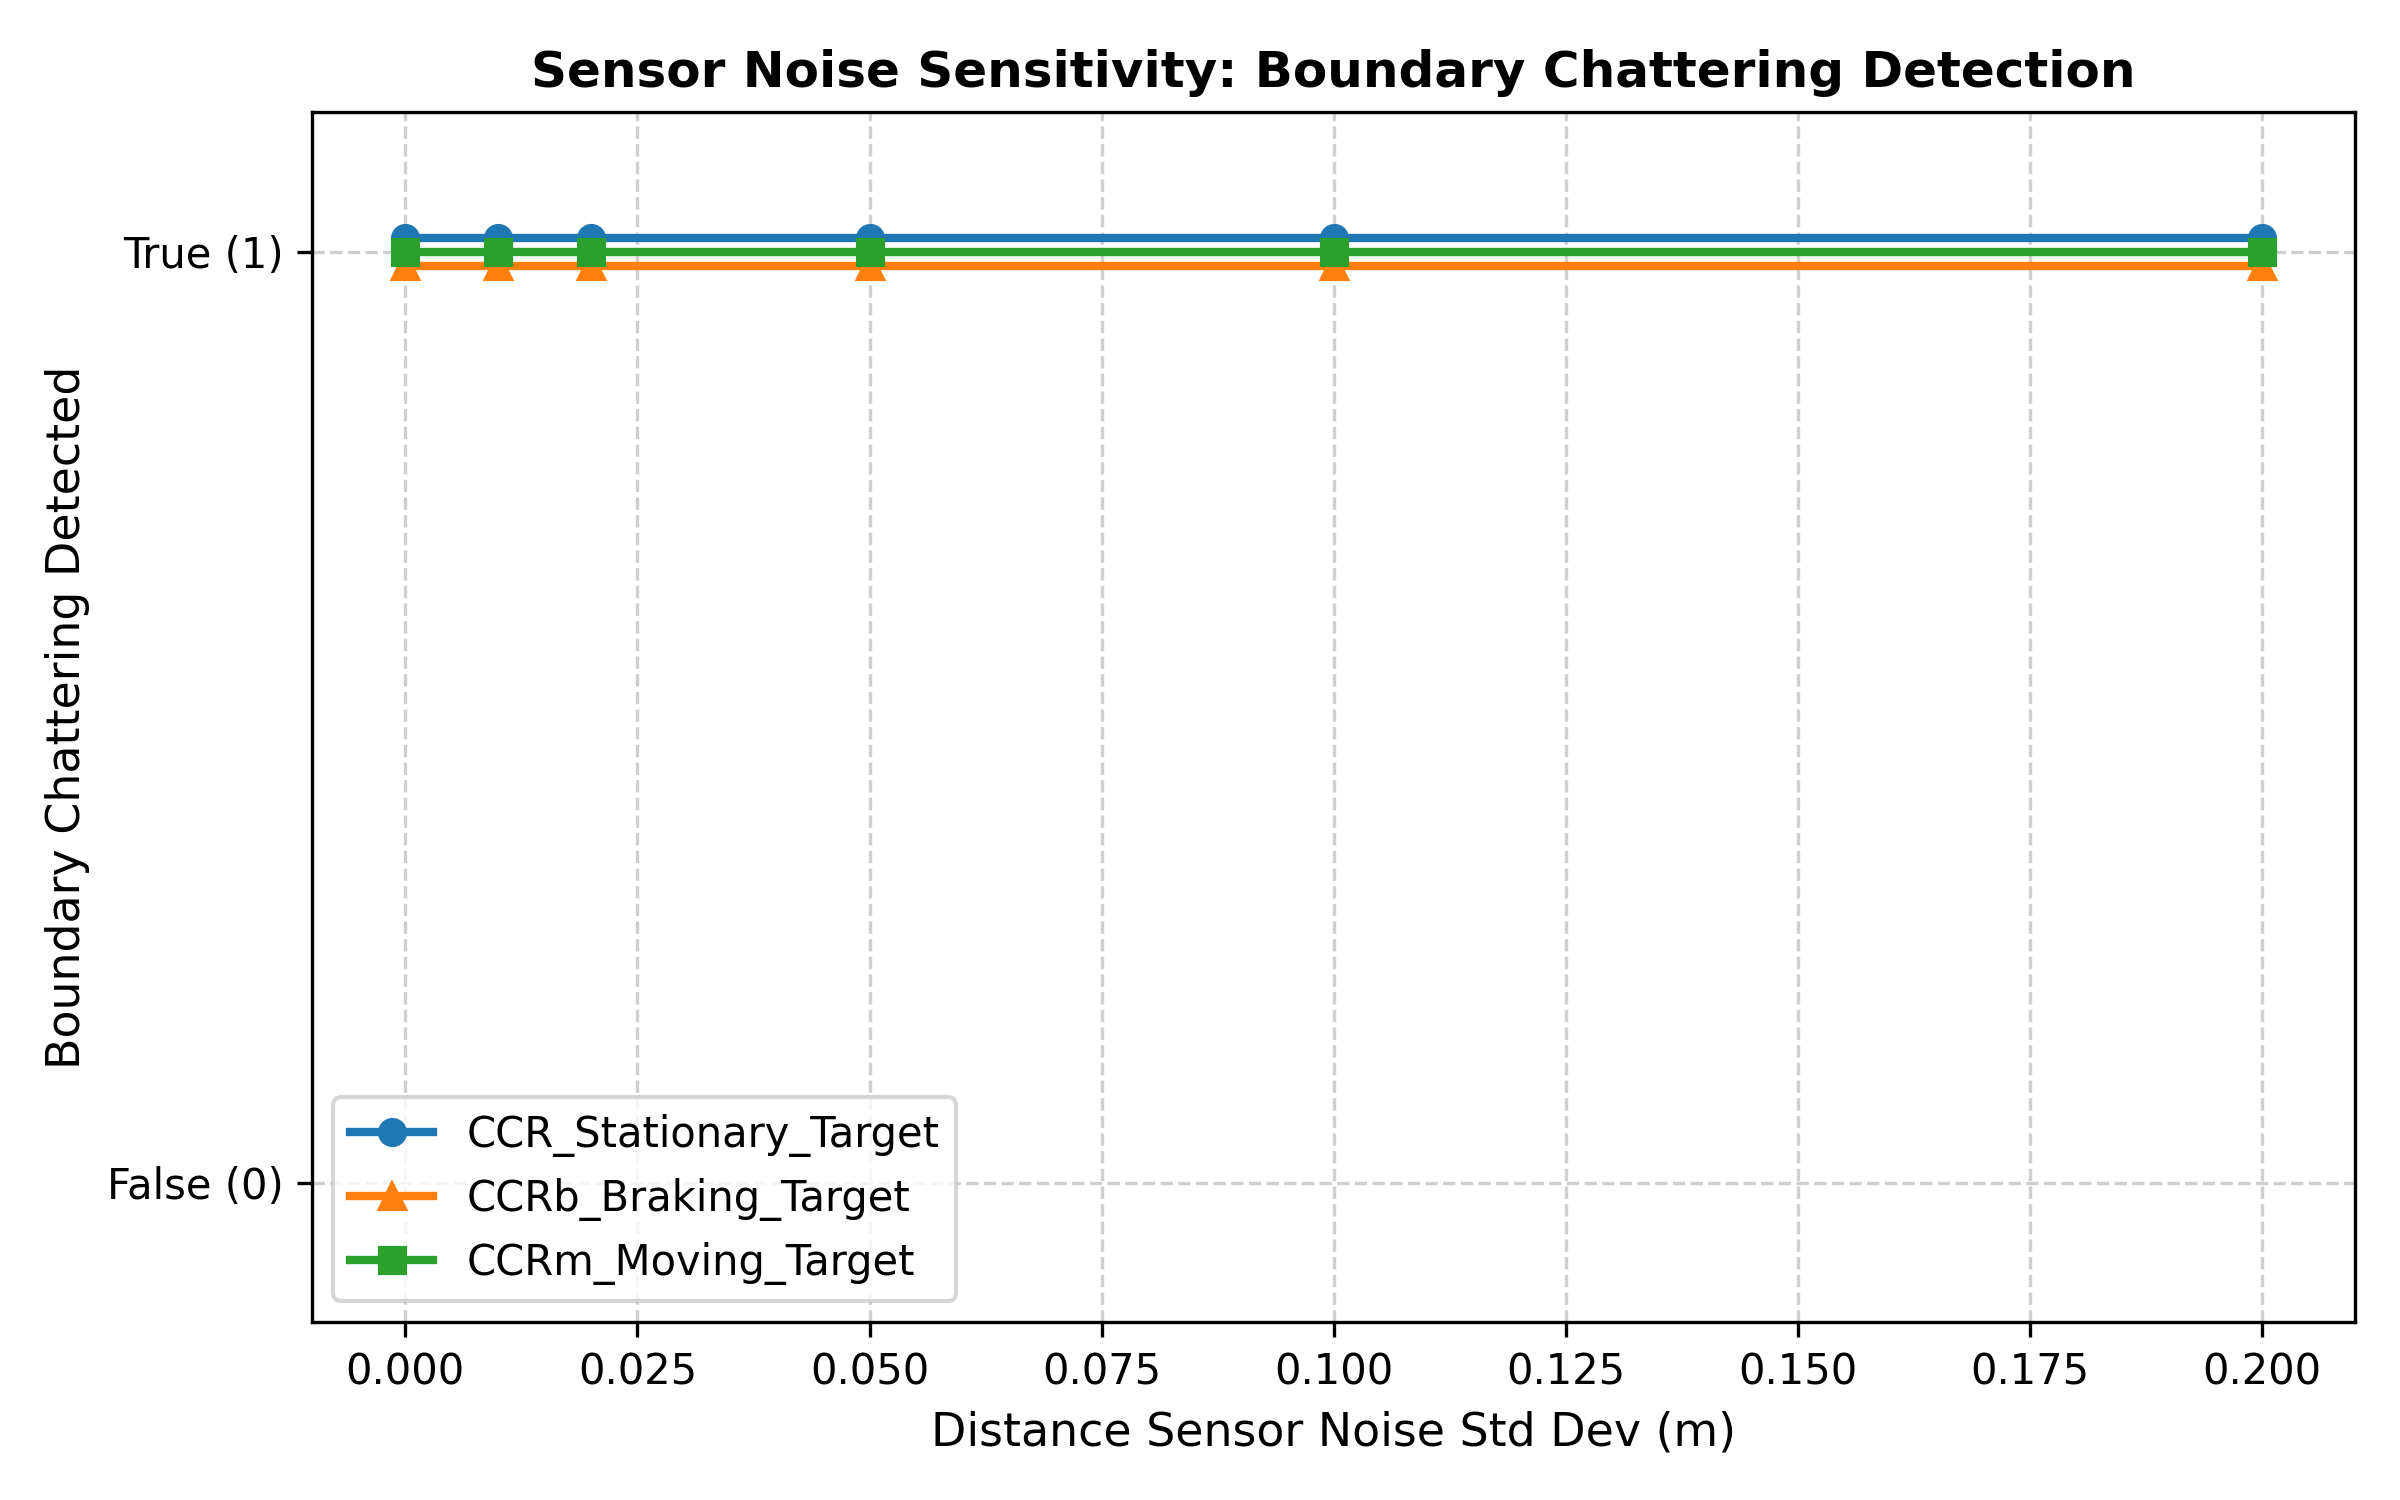 Sensor Noise Sensitivity: Boundary Chattering Detection
Boundary Chattering Detected
True (1)
False (0)
CCR_Stationary_Target
CCRb_Braking_Target
CCRm_Moving_Target
0.000 0.025 0.050 0.075 0.100 0.125 0.150 0.175 0.200
Distance Sensor Noise Std Dev (m)